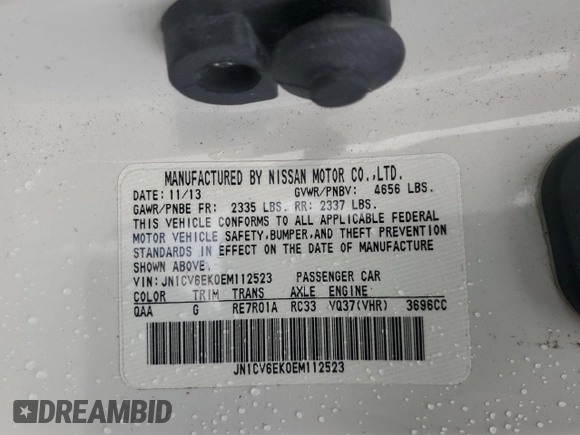 MANUFACTURED BY NISSAN MOTOR CO.,LTD.
DATE: 11/13 GVWR/PNBV: 4656 LBS.
GAWR/PNBE FR: 2335 LBS. RR: 2337 LBS.
THIS VEHICLE CONFORMS TO ALL APPLICABLE FEDERAL
MOTOR VEHICLE SAFETY,BUMPER,AND THEFT PREVENTION
STANDARDS IN EFFECT ON THE DATE OF MANUFACTURE
SHOWN ABOVE.
VIN: JN1CV6EK0EM112523 PASSENGER CAR
COLOR TRIM TRANS AXLE ENGINE
QAA G RE7R01A RC33 VQ37(VHR) 3696CC
JN1CV6EK0EM112523
DREAMBID